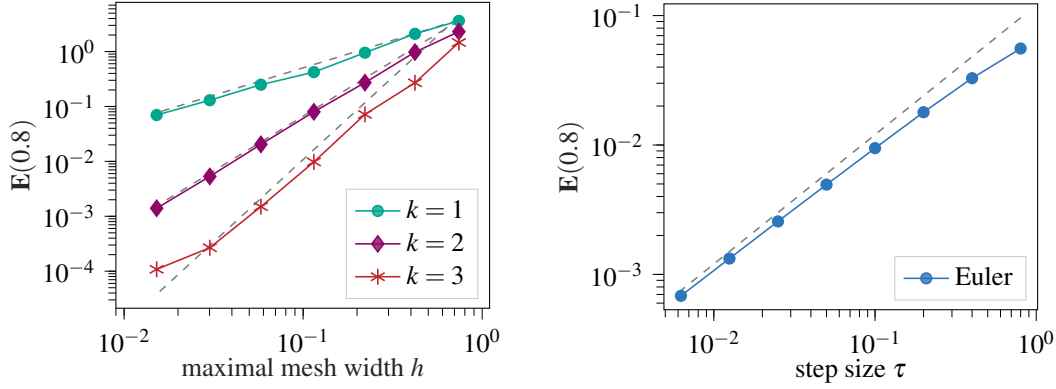 10^0
10^{-1}
10^{-2}
10^{-3}
10^{-4}
E(0.8)
k = 1
k = 2
k = 3
10^{-2}
10^{-1}
10^0
maximal mesh width h
10^{-1}
10^{-2}
10^{-3}
E(0.8)
Euler
10^{-2}
10^{-1}
10^0
step size τ